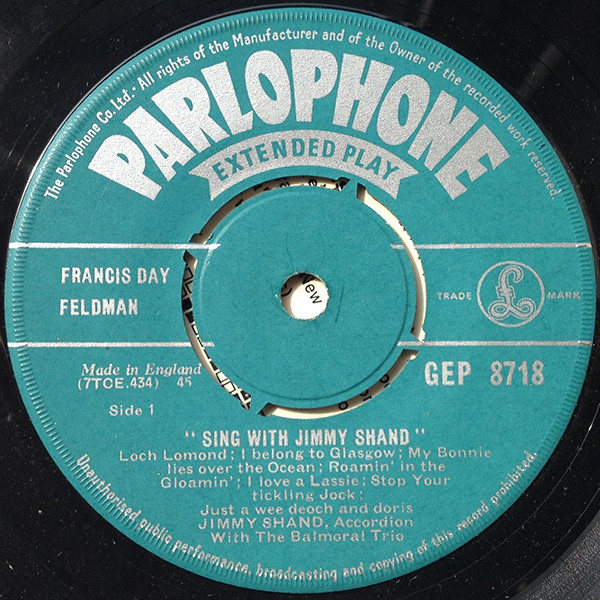 The Parlophone Co. Ltd. · All rights of the Manufacturer and of the Owner of the recorded work reserved.
PARLOPHONE
EXTENDED PLAY
FRANCIS DAY
FELDMAN
TRADE £ MARK
New
Made in England
(7TCE.434) 45
GEP 8718
Side 1
"SING WITH JIMMY SHAND"
Loch Lomond; I belong to Glasgow; My Bonnie
lies over the Ocean; Roamin' in the
Gloamin'; I love a Lassie; Stop Your
tickling Jock;
Just a wee deoch and doris
JIMMY SHAND, Accordion
With The Balmoral Trio
Unauthorised public performance, broadcasting and copying of this record prohibited.